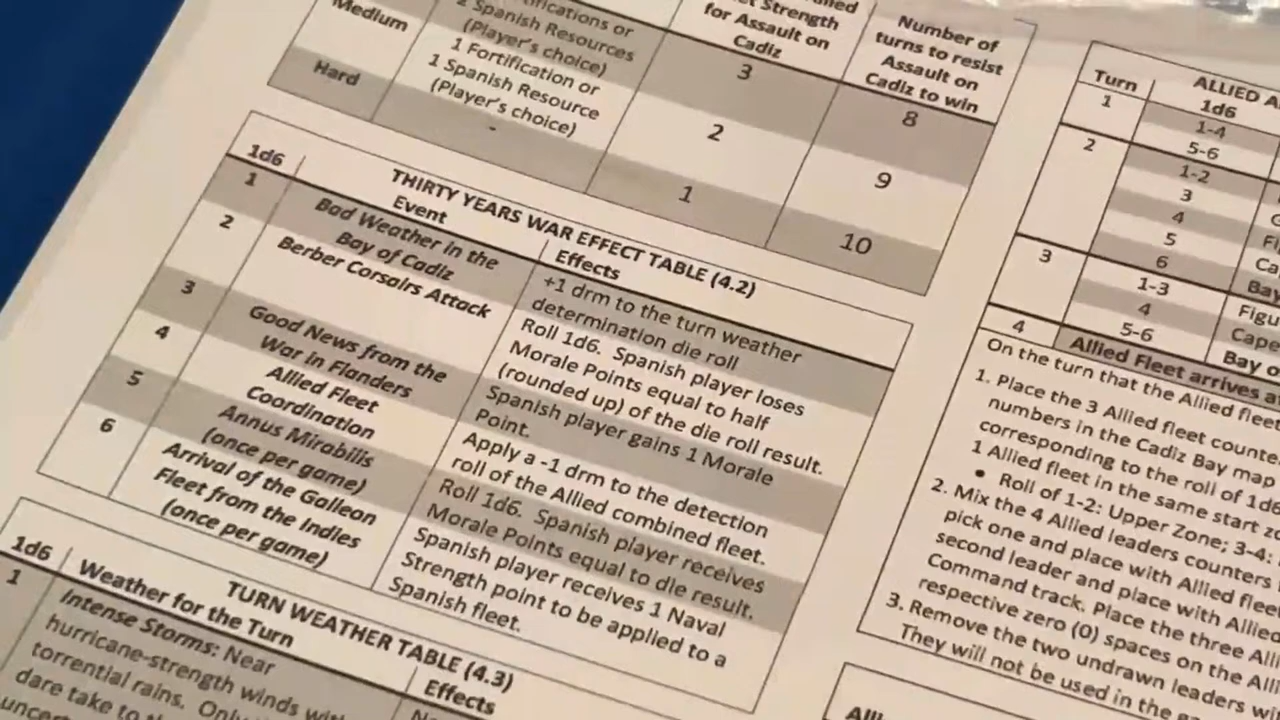 Medium
Hard
Spanish Resources
(Player's choice)
1 Fortification or
1 Spanish Resource
(Player's choice)
-
Strength
for Assault on
Cadiz
3
2
1
Number of
turns to resist
Assault on
Cadiz to win
8
9
10
THIRTY YEARS WAR EFFECT TABLE (4.2)
1d6
Event
Effects
1
Bad Weather in the
Bay of Cadiz
+1 drm to the turn weather
determination die roll
2
Berber Corsairs Attack
Roll 1d6. Spanish player loses
Morale Points equal to half
(rounded up) of the die roll result.
3
Good News from the
War in Flanders
Spanish player gains 1 Morale
Point.
4
Allied Fleet
Coordination
Apply a -1 drm to the detection
roll of the Allied combined fleet.
5
Annus Mirabilis
(once per game)
Roll 1d6. Spanish player receives
Morale Points equal to die result.
6
Arrival of the Galleon
Fleet from the Indies
(once per game)
Spanish player receives 1 Naval
Strength point to be applied to a
Spanish fleet.
TURN WEATHER TABLE (4.3)
1d6
Weather for the Turn
Effects
1
Intense Storms: Near
hurricane-strength winds
torrential rains.
dare take to
ALLIED
Turn
1d6
1
1-4
5-6
2
1-2
3
4
5
6
3
1-3
4
5-6
4
Allied Fleet arrives
On the turn that the Allied fleet
1. Place the 3 Allied fleet
numbers in the Cadiz Bay map
corresponding to the roll of
1 Allied fleet in the same start
• Roll of 1-2: Upper Zone; 3-4:
2. Mix the 4 Allied leaders counters
pick one and place with Allied
second leader and place with Allied
Command track. Place the three
respective zero (0) spaces on the
3. Remove the two undrawn leaders
They will not be used in the